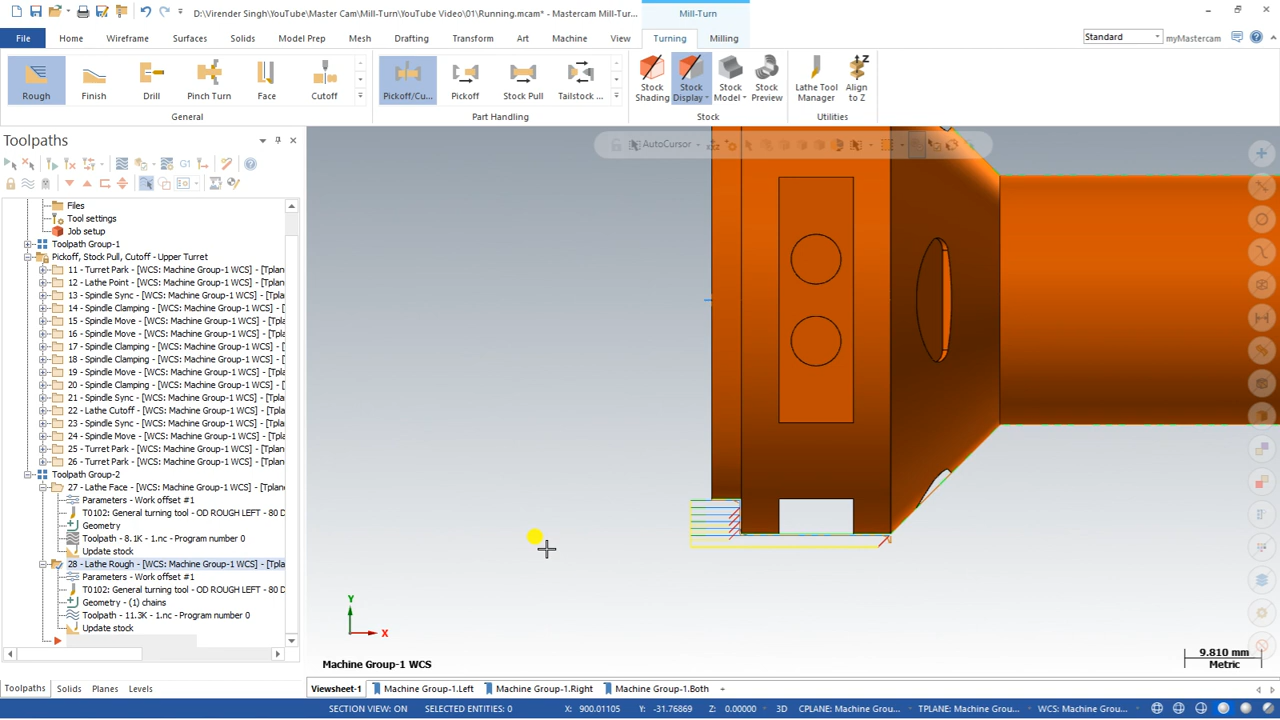 D:\Virender Singh\YouTube\Master Cam\Mill-Turn\YouTube Video\01\Running.mcam* - Mastercam Mill-Tur...
Mill-Turn
File Home Wireframe Surfaces Solids Model Prep Mesh Drafting Transform Art Machine View Turning Milling
Standard
myMastercam
Rough Finish Drill Pinch Turn Face Cutoff
General
Pickoff/Cu... Pickoff Stock Pull Tailstock ...
Part Handling
Stock Shading
Stock Display
Stock Model
Stock Preview
Stock
Lathe Tool Manager
Align to Z
Utilities
Toolpaths
AutoCursor
G1
Files
Tool settings
Job setup
Toolpath Group-1
Pickoff, Stock Pull, Cutoff - Upper Turret
11 - Turret Park - [WCS: Machine Group-1 WCS] - [Tplan
12 - Lathe Point - [WCS: Machine Group-1 WCS] - [Tplan
13 - Spindle Sync - [WCS: Machine Group-1 WCS] - [Tpl
14 - Spindle Clamping - [WCS: Machine Group-1 WCS] -
15 - Spindle Move - [WCS: Machine Group-1 WCS] - [Tp
16 - Spindle Move - [WCS: Machine Group-1 WCS] - [Tp
17 - Spindle Clamping - [WCS: Machine Group-1 WCS] -
18 - Spindle Clamping - [WCS: Machine Group-1 WCS] -
19 - Spindle Move - [WCS: Machine Group-1 WCS] - [Tp
20 - Spindle Clamping - [WCS: Machine Group-1 WCS] -
21 - Spindle Sync - [WCS: Machine Group-1 WCS] - [Tpl
22 - Lathe Cutoff - [WCS: Machine Group-1 WCS] - [Tpla
23 - Spindle Sync - [WCS: Machine Group-1 WCS] - [Tpl
24 - Spindle Move - [WCS: Machine Group-1 WCS] - [Tp
25 - Turret Park - [WCS: Machine Group-1 WCS] - [Tplan
26 - Turret Park - [WCS: Machine Group-1 WCS] - [Tplan
Toolpath Group-2
27 - Lathe Face - [WCS: Machine Group-1 WCS] - [Tplan
Parameters - Work offset #1
T0102: General turning tool - OD ROUGH LEFT - 80 D
Geometry
Toolpath - 8.1K - 1.nc - Program number 0
Update stock
28 - Lathe Rough - [WCS: Machine Group-1 WCS] - [Tpla
Parameters - Work offset #1
T0102: General turning tool - OD ROUGH LEFT - 80 D
Geometry - (1) chains
Toolpath - 11.3K - 1.nc - Program number 0
Update stock
Y
X
Machine Group-1 WCS
9.810 mm
Metric
Toolpaths Solids Planes Levels
Viewsheet-1 Machine Group-1.Left Machine Group-1.Right Machine Group-1.Both +
SECTION VIEW: ON SELECTED ENTITIES: 0 X: 900.01105 Y: -31.76869 Z: 0.00000 3D CPLANE: Machine Grou... TPLANE: Machine Grou... WCS: Machine Grou...